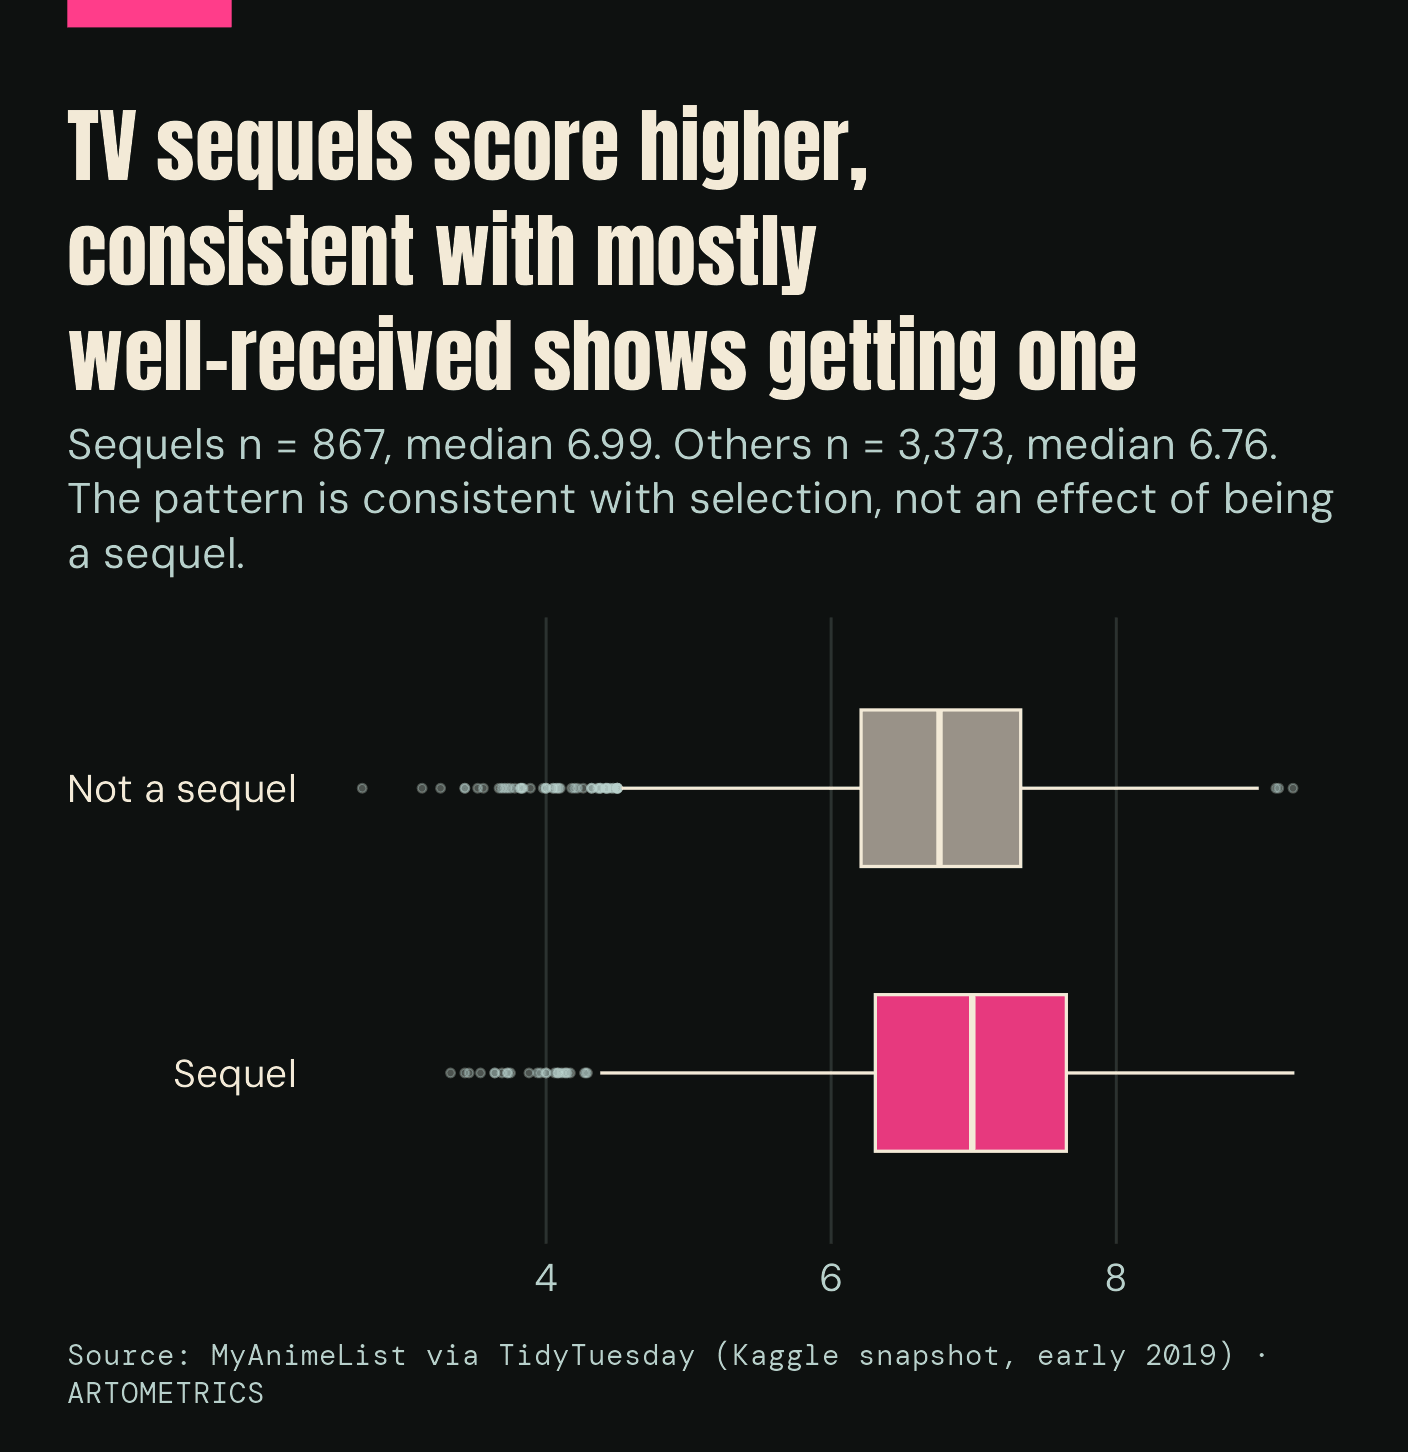 TV sequels score higher,
consistent with mostly
well-received shows getting one
Sequels n = 867, median 6.99. Others n = 3,373, median 6.76.
The pattern is consistent with selection, not an effect of being
a sequel.
Not a sequel
Sequel
4 6 8
Source: MyAnimeList via TidyTuesday (Kaggle snapshot, early 2019) ·
ARTOMETRICS